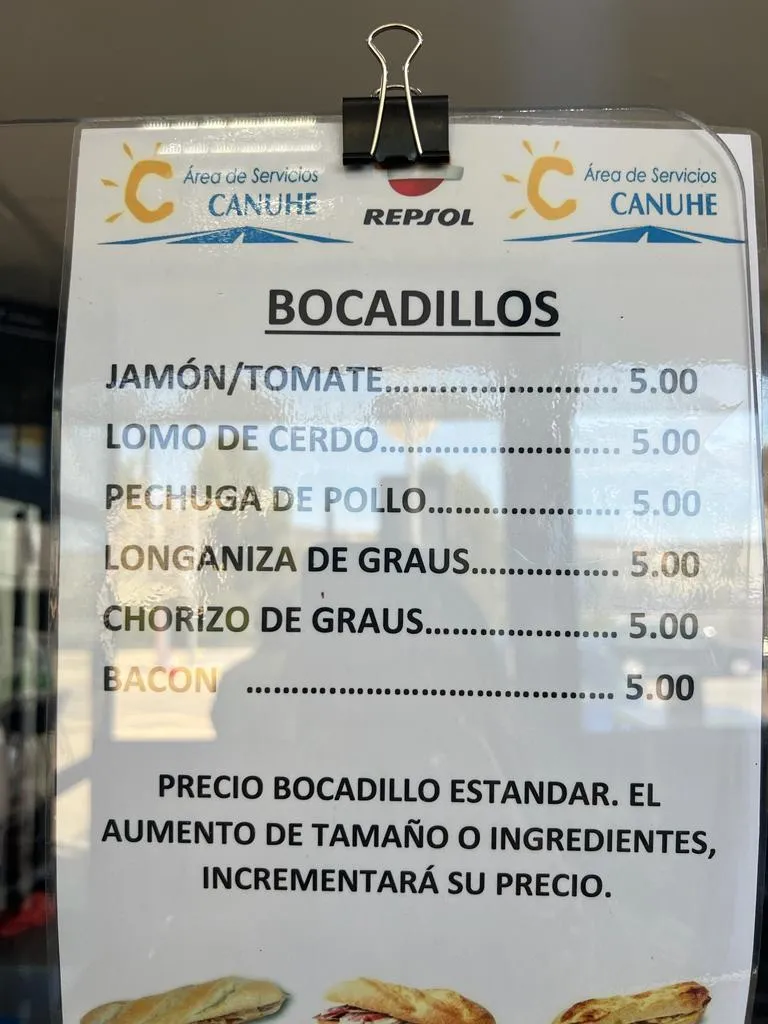 Área de Servicios
CANUHE
REPSOL
Área de Servicios
CANUHE
BOCADILLOS
JAMÓN/TOMATE........................... 5.00
LOMO DE CERDO........................... 5.00
PECHUGA DE POLLO...................... 5.00
LONGANIZA DE GRAUS................. 5.00
CHORIZO DE GRAUS...................... 5.00
BACON ......................................... 5.00
PRECIO BOCADILLO ESTANDAR. EL
AUMENTO DE TAMAÑO O INGREDIENTES,
INCREMENTARÁ SU PRECIO.